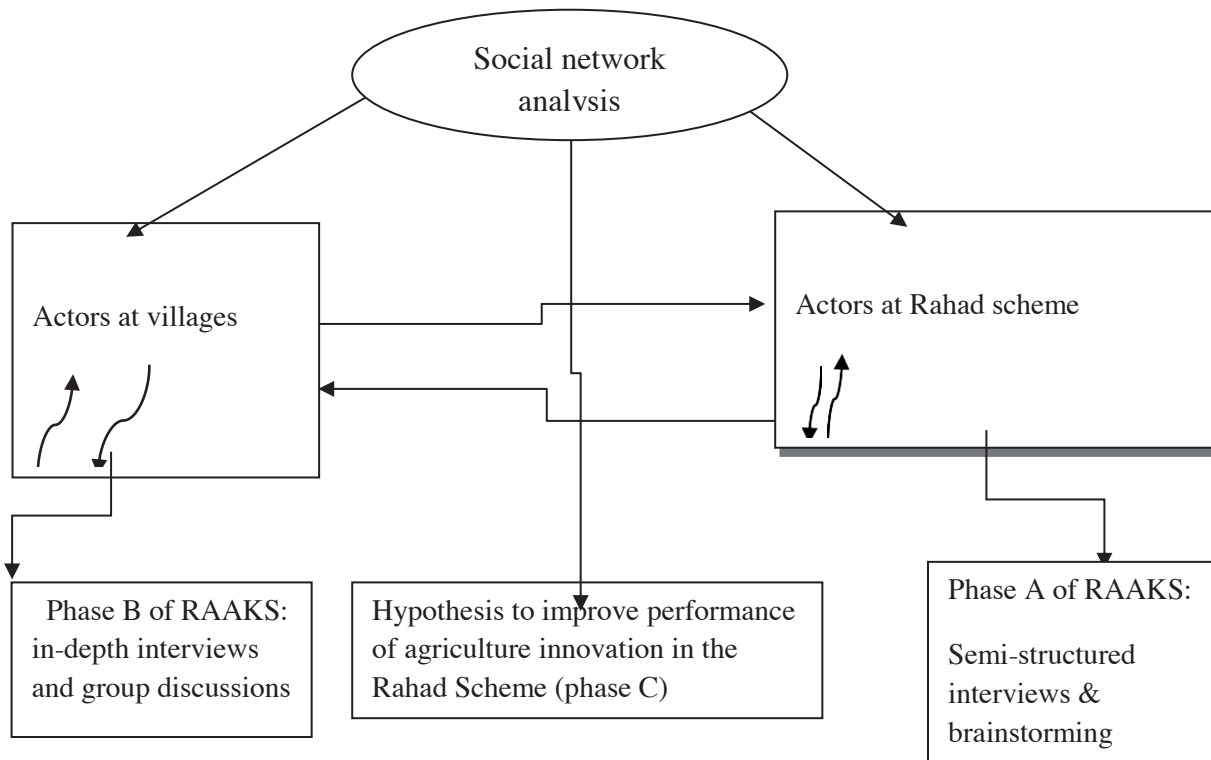 Social network
analvsis
Actors at villages
Actors at Rahad scheme
Phase B of RAAKS:
in-depth interviews
and group discussions
Hypothesis to improve performance
of agriculture innovation in the
Rahad Scheme (phase C)
Phase A of RAAKS:
Semi-structured
interviews &
brainstorming